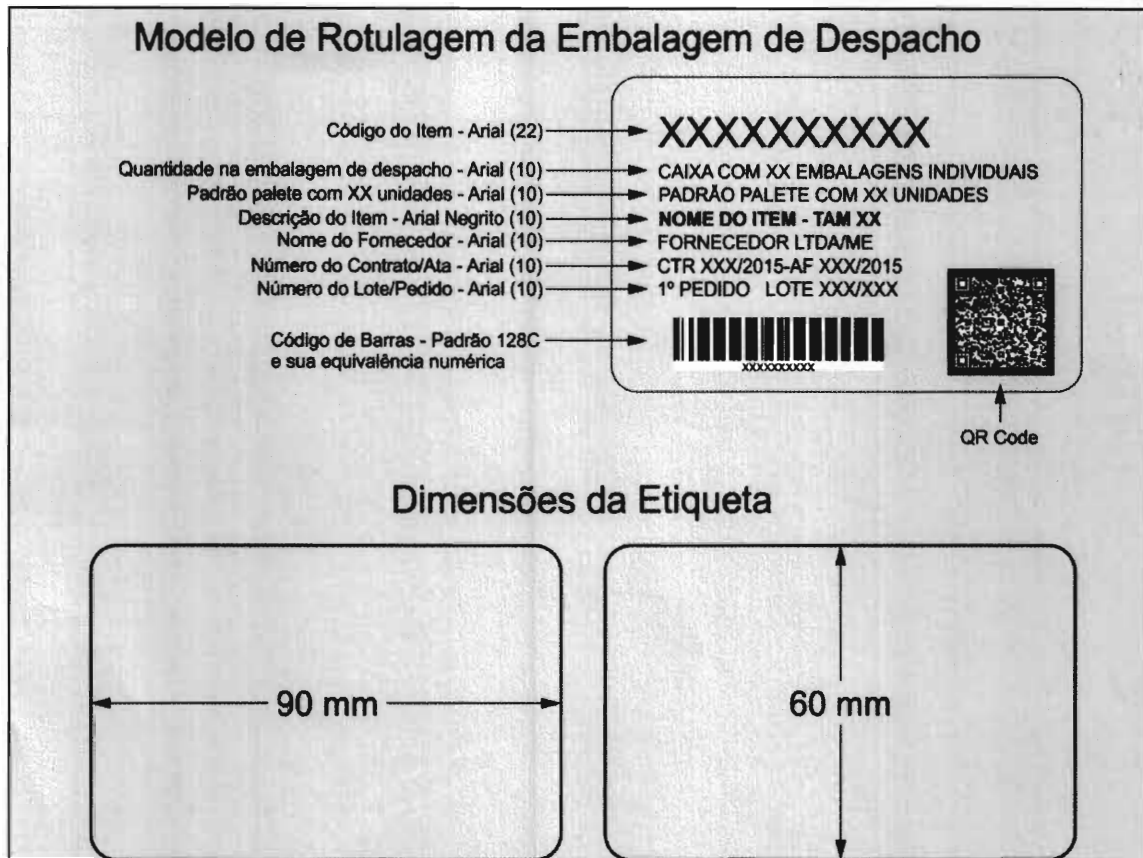 Modelo de Rotulagem da Embalagem de Despacho
Código do Item - Arial (22)
XXXXXXXXXX
Quantidade na embalagem de despacho - Arial (10)
CAIXA COM XX EMBALAGENS INDIVIDUAIS
Padrão palete com XX unidades - Arial (10)
PADRÃO PALETE COM XX UNIDADES
Descrição do Item - Arial Negrito (10)
NOME DO ITEM - TAM XX
Nome do Fornecedor - Arial (10)
FORNECEDOR LTDA/ME
Número do Contrato/Ata - Arial (10)
CTR XXX/2015-AF XXX/2015
Número do Lote/Pedido - Arial (10)
1º PEDIDO LOTE XXX/XXX
Código de Barras - Padrão 128C
e sua equivalência numérica
XXXXXXXXXX
QR Code
Dimensões da Etiqueta
90 mm
60 mm